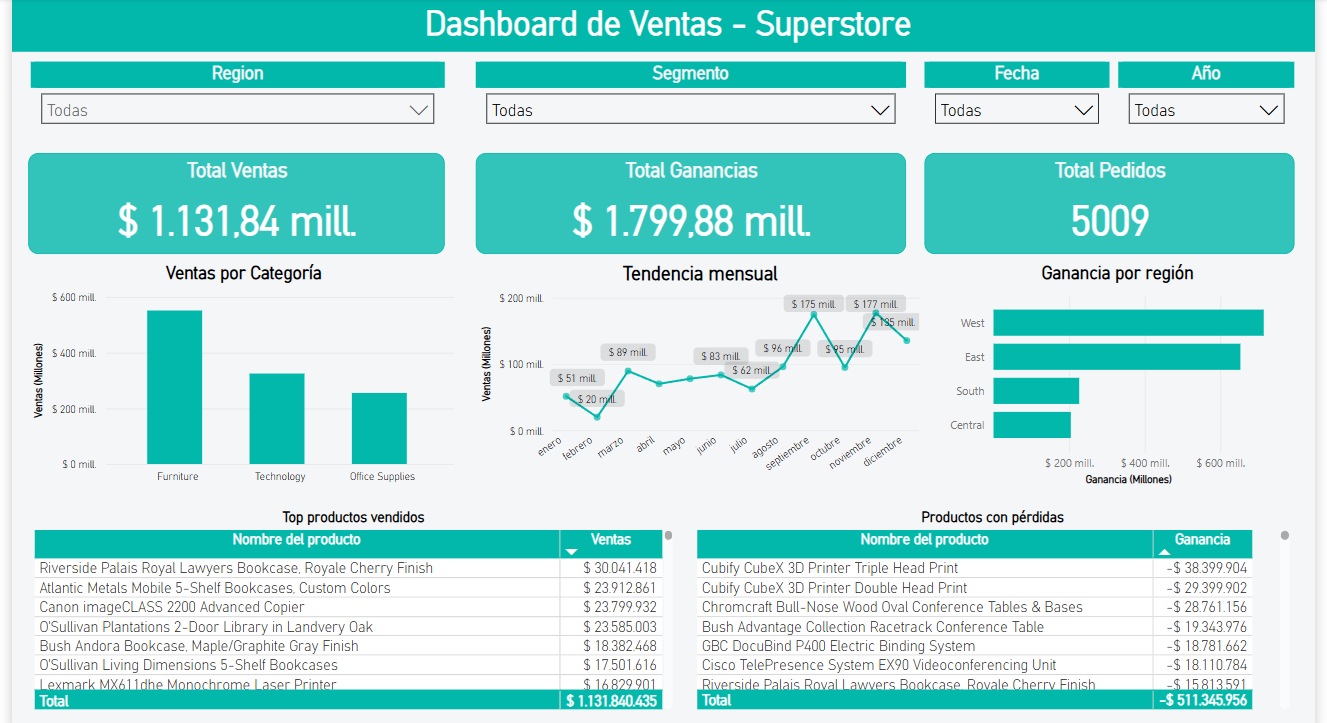 Dashboard de Ventas - Superstore
Region
Segmento
Fecha
Año
Todas
Todas
Todas
Todas
Total Ventas
$ 1.131,84 mill.
Total Ganancias
$ 1.799,88 mill.
Total Pedidos
5009
Ventas por Categoría
Ventas (Millones)
$ 600 mill.
$ 400 mill.
$ 200 mill.
$ 0 mill.
Furniture
Technology
Office Supplies
Tendencia mensual
Ventas (Millones)
$ 200 mill.
$ 100 mill.
$ 0 mill.
$ 51 mill.
$ 20 mill.
$ 89 mill.
$ 83 mill.
$ 62 mill.
$ 96 mill.
$ 175 mill.
$ 95 mill.
$ 177 mill.
$ 135 mill.
enero
febrero
marzo
abril
mayo
junio
julio
agosto
septiembre
octubre
noviembre
diciembre
Ganancia por región
West
East
South
Central
$ 200 mill.
$ 400 mill.
$ 600 mill.
Ganancia (Millones)
Top productos vendidos
Nombre del producto Ventas
Riverside Palais Royal Lawyers Bookcase, Royale Cherry Finish $ 30.041.418
Atlantic Metals Mobile 5-Shelf Bookcases, Custom Colors $ 23.912.861
Canon imageCLASS 2200 Advanced Copier $ 23.799.932
O'Sullivan Plantations 2-Door Library in Landvery Oak $ 23.585.003
Bush Andora Bookcase, Maple/Graphite Gray Finish $ 18.382.468
O'Sullivan Living Dimensions 5-Shelf Bookcases $ 17.501.616
Lexmark MX611dhe Monochrome Laser Printer $ 16.829.901
Total $ 1.131.840.435
Productos con pérdidas
Nombre del producto Ganancia
Cubify CubeX 3D Printer Triple Head Print -$ 38.399.904
Cubify CubeX 3D Printer Double Head Print -$ 29.399.902
Chromcraft Bull-Nose Wood Oval Conference Tables & Bases -$ 28.761.156
Bush Advantage Collection Racetrack Conference Table -$ 19.343.976
GBC DocuBind P400 Electric Binding System -$ 18.781.662
Cisco TelePresence System EX90 Videoconferencing Unit -$ 18.110.784
Riverside Palais Royal Lawyers Bookcase, Royale Cherry Finish -$ 15.813.591
Total -$ 511.345.956